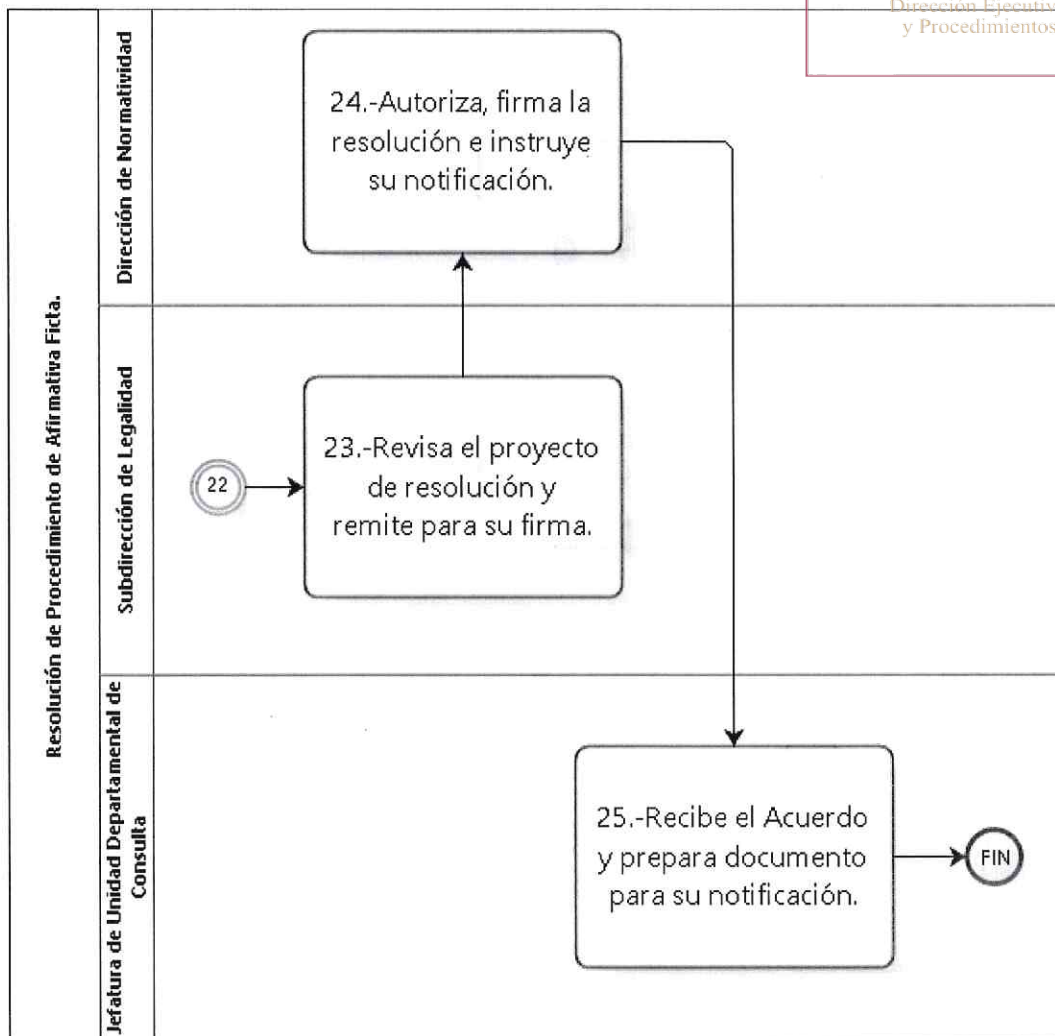 Dirección Ejecutiv
y Procedimientos
Resolución de Procedimiento de Afirmativa Ficta.
Dirección de Normatividad
24.-Autoriza, firma la
resolución e instruye
su notificación.
Subdirección de Legalidad
22
23.-Revisa el proyecto
de resolución y
remite para su firma.
Jefatura de Unidad Departamental de
Consulta
25.-Recibe el Acuerdo
y prepara documento
para su notificación.
FIN